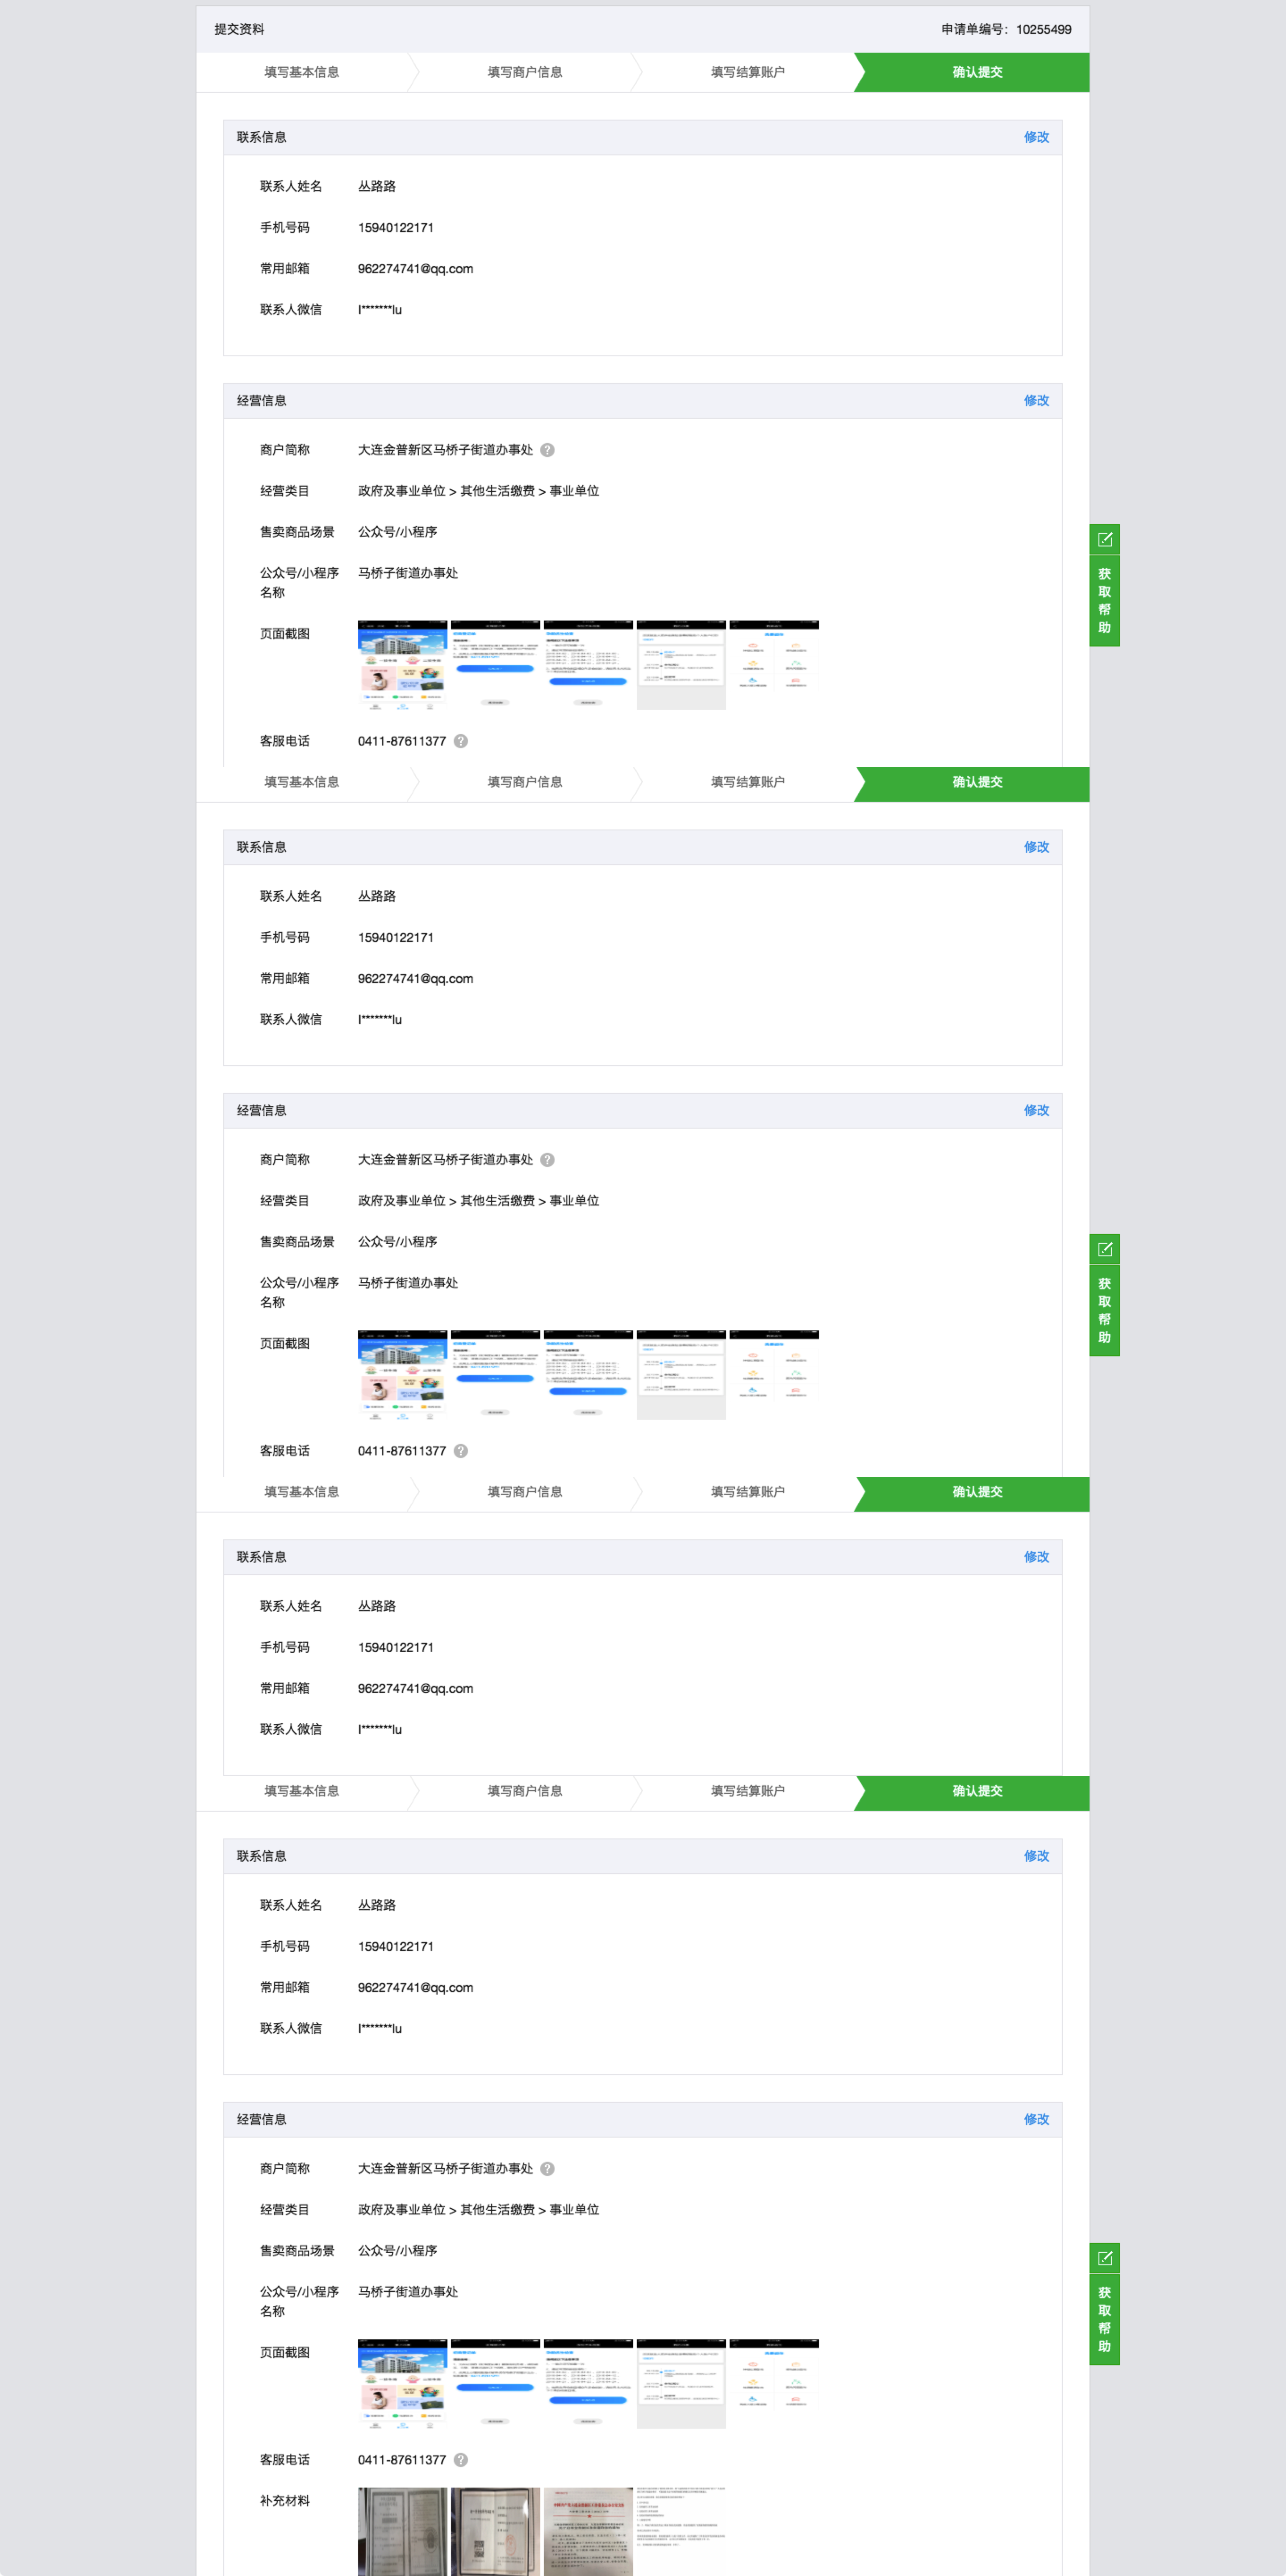 提交资料
申请单编号：10255499
填写基本信息 填写商户信息 填写结算账户 确认提交
联系信息 修改
联系人姓名 丛路路
手机号码 15940122171
常用邮箱 962274741@qq.com
联系人微信 l*******lu
经营信息 修改
商户简称 大连金普新区马桥子街道办事处 ?
经营类目 政府及事业单位 > 其他生活缴费 > 事业单位
售卖商品场景 公众号/小程序
公众号/小程序 马桥子街道办事处
名称
页面截图
客服电话 0411-87611377 ?
获取帮助
填写基本信息 填写商户信息 填写结算账户 确认提交
联系信息 修改
联系人姓名 丛路路
手机号码 15940122171
常用邮箱 962274741@qq.com
联系人微信 l*******lu
经营信息 修改
商户简称 大连金普新区马桥子街道办事处 ?
经营类目 政府及事业单位 > 其他生活缴费 > 事业单位
售卖商品场景 公众号/小程序
公众号/小程序 马桥子街道办事处
名称
页面截图
客服电话 0411-87611377 ?
获取帮助
填写基本信息 填写商户信息 填写结算账户 确认提交
联系信息 修改
联系人姓名 丛路路
手机号码 15940122171
常用邮箱 962274741@qq.com
联系人微信 l*******lu
填写基本信息 填写商户信息 填写结算账户 确认提交
联系信息 修改
联系人姓名 丛路路
手机号码 15940122171
常用邮箱 962274741@qq.com
联系人微信 l*******lu
经营信息 修改
商户简称 大连金普新区马桥子街道办事处 ?
经营类目 政府及事业单位 > 其他生活缴费 > 事业单位
售卖商品场景 公众号/小程序
公众号/小程序 马桥子街道办事处
名称
页面截图
客服电话 0411-87611377 ?
补充材料
获取帮助